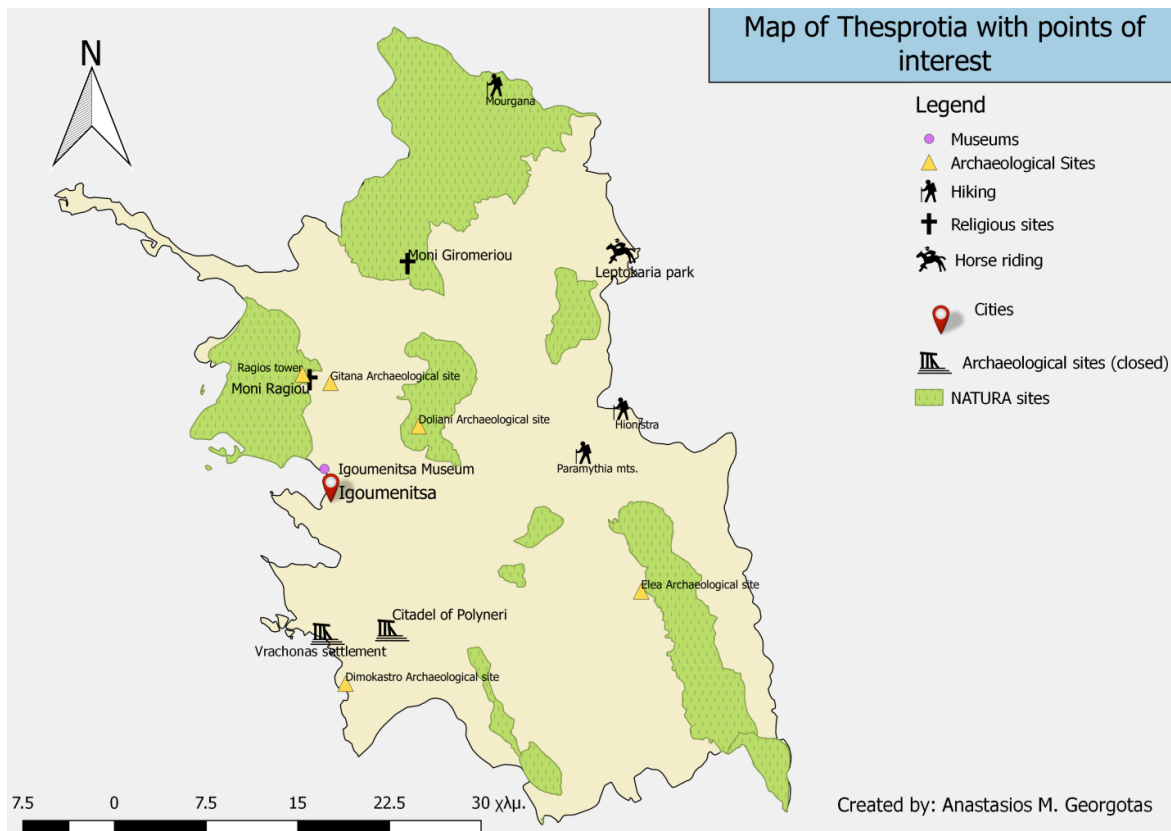 Map of Thesprotia with points of
interest
N
Legend
Museums
Archaeological Sites
Hiking
Religious sites
Horse riding
Cities
Archaeological sites (closed)
NATURA sites
Mourgana
Moni Giromeriou
Leptokaria park
Ragios tower
Gitana Archaeological site
Moni Ragiou
Doliani Archaeological site
Hionistra
Paramythia mts.
Igoumenitsa Museum
Igoumenitsa
Elea Archaeological site
Citadel of Polyneri
Vrachonas settlement
Dimokastro Archaeological site
7.5 0 7.5 15 22.5 30 χλμ.
Created by: Anastasios M. Georgotas